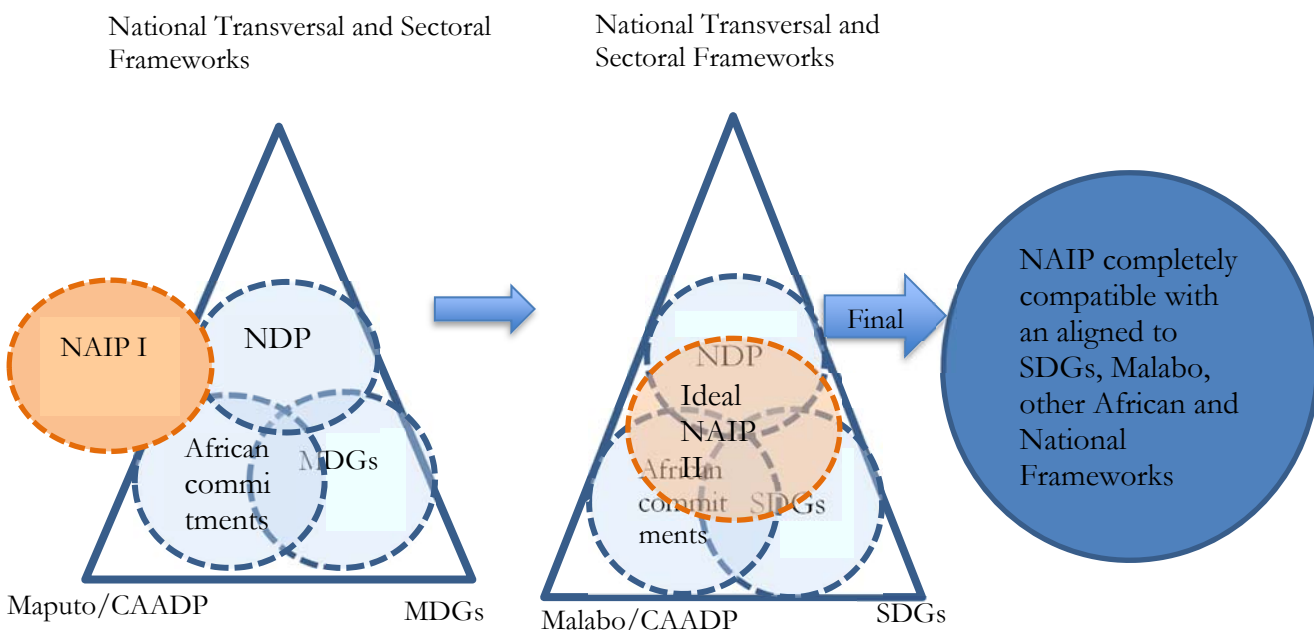 National Transversal and Sectoral
Frameworks
National Transversal and
Sectoral Frameworks
NAIP I
NDP
African
commi
tments
MDGs
Maputo/CAADP
MDGs
NDP
Ideal
NAIP
II
African
commit
ments
SDGs
Malabo/CAADP
SDGs
Final
NAIP completely
compatible with
an aligned to
SDGs, Malabo,
other African and
National
Frameworks